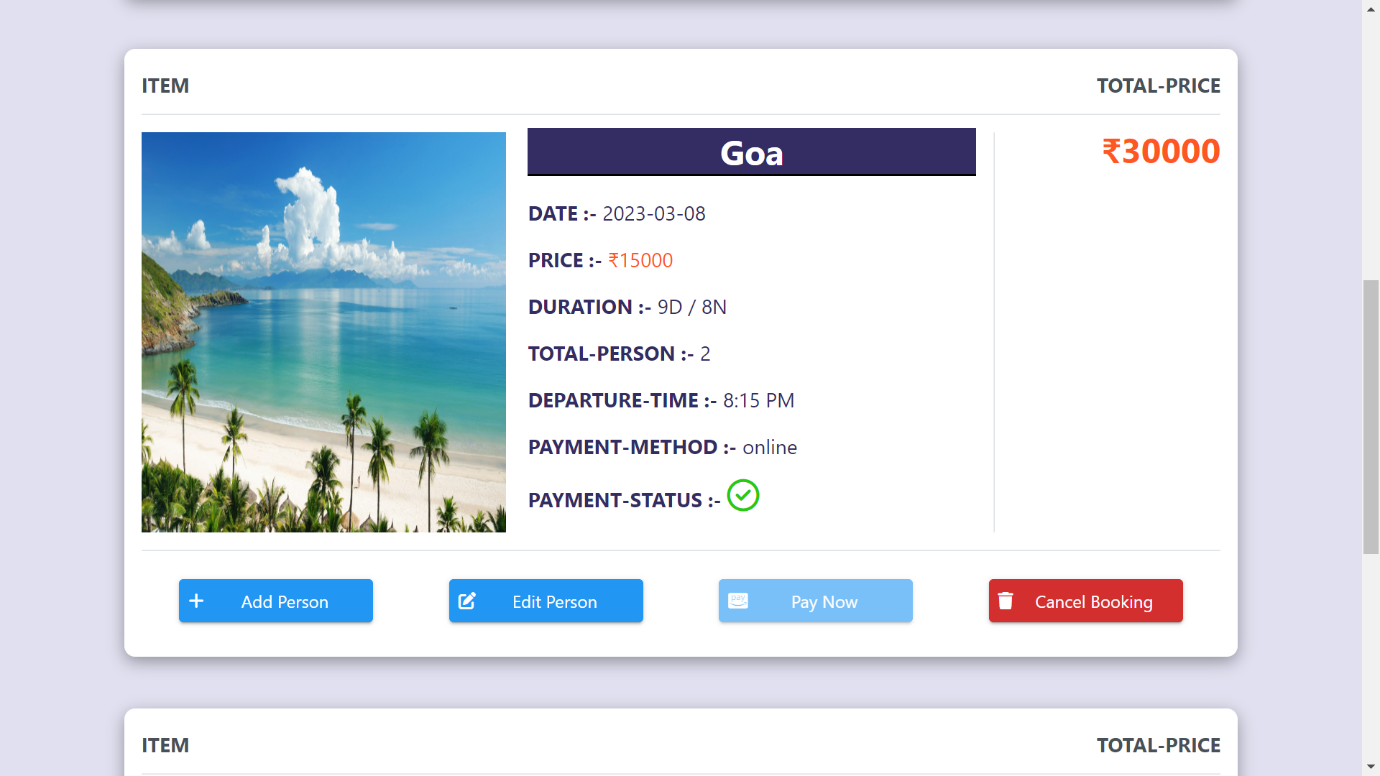 ITEM TOTAL-PRICE
Goa ₹30000
DATE :- 2023-03-08
PRICE :- ₹15000
DURATION :- 9D / 8N
TOTAL-PERSON :- 2
DEPARTURE-TIME :- 8:15 PM
PAYMENT-METHOD :- online
PAYMENT-STATUS :-
Add Person Edit Person pay Pay Now Cancel Booking
ITEM TOTAL-PRICE